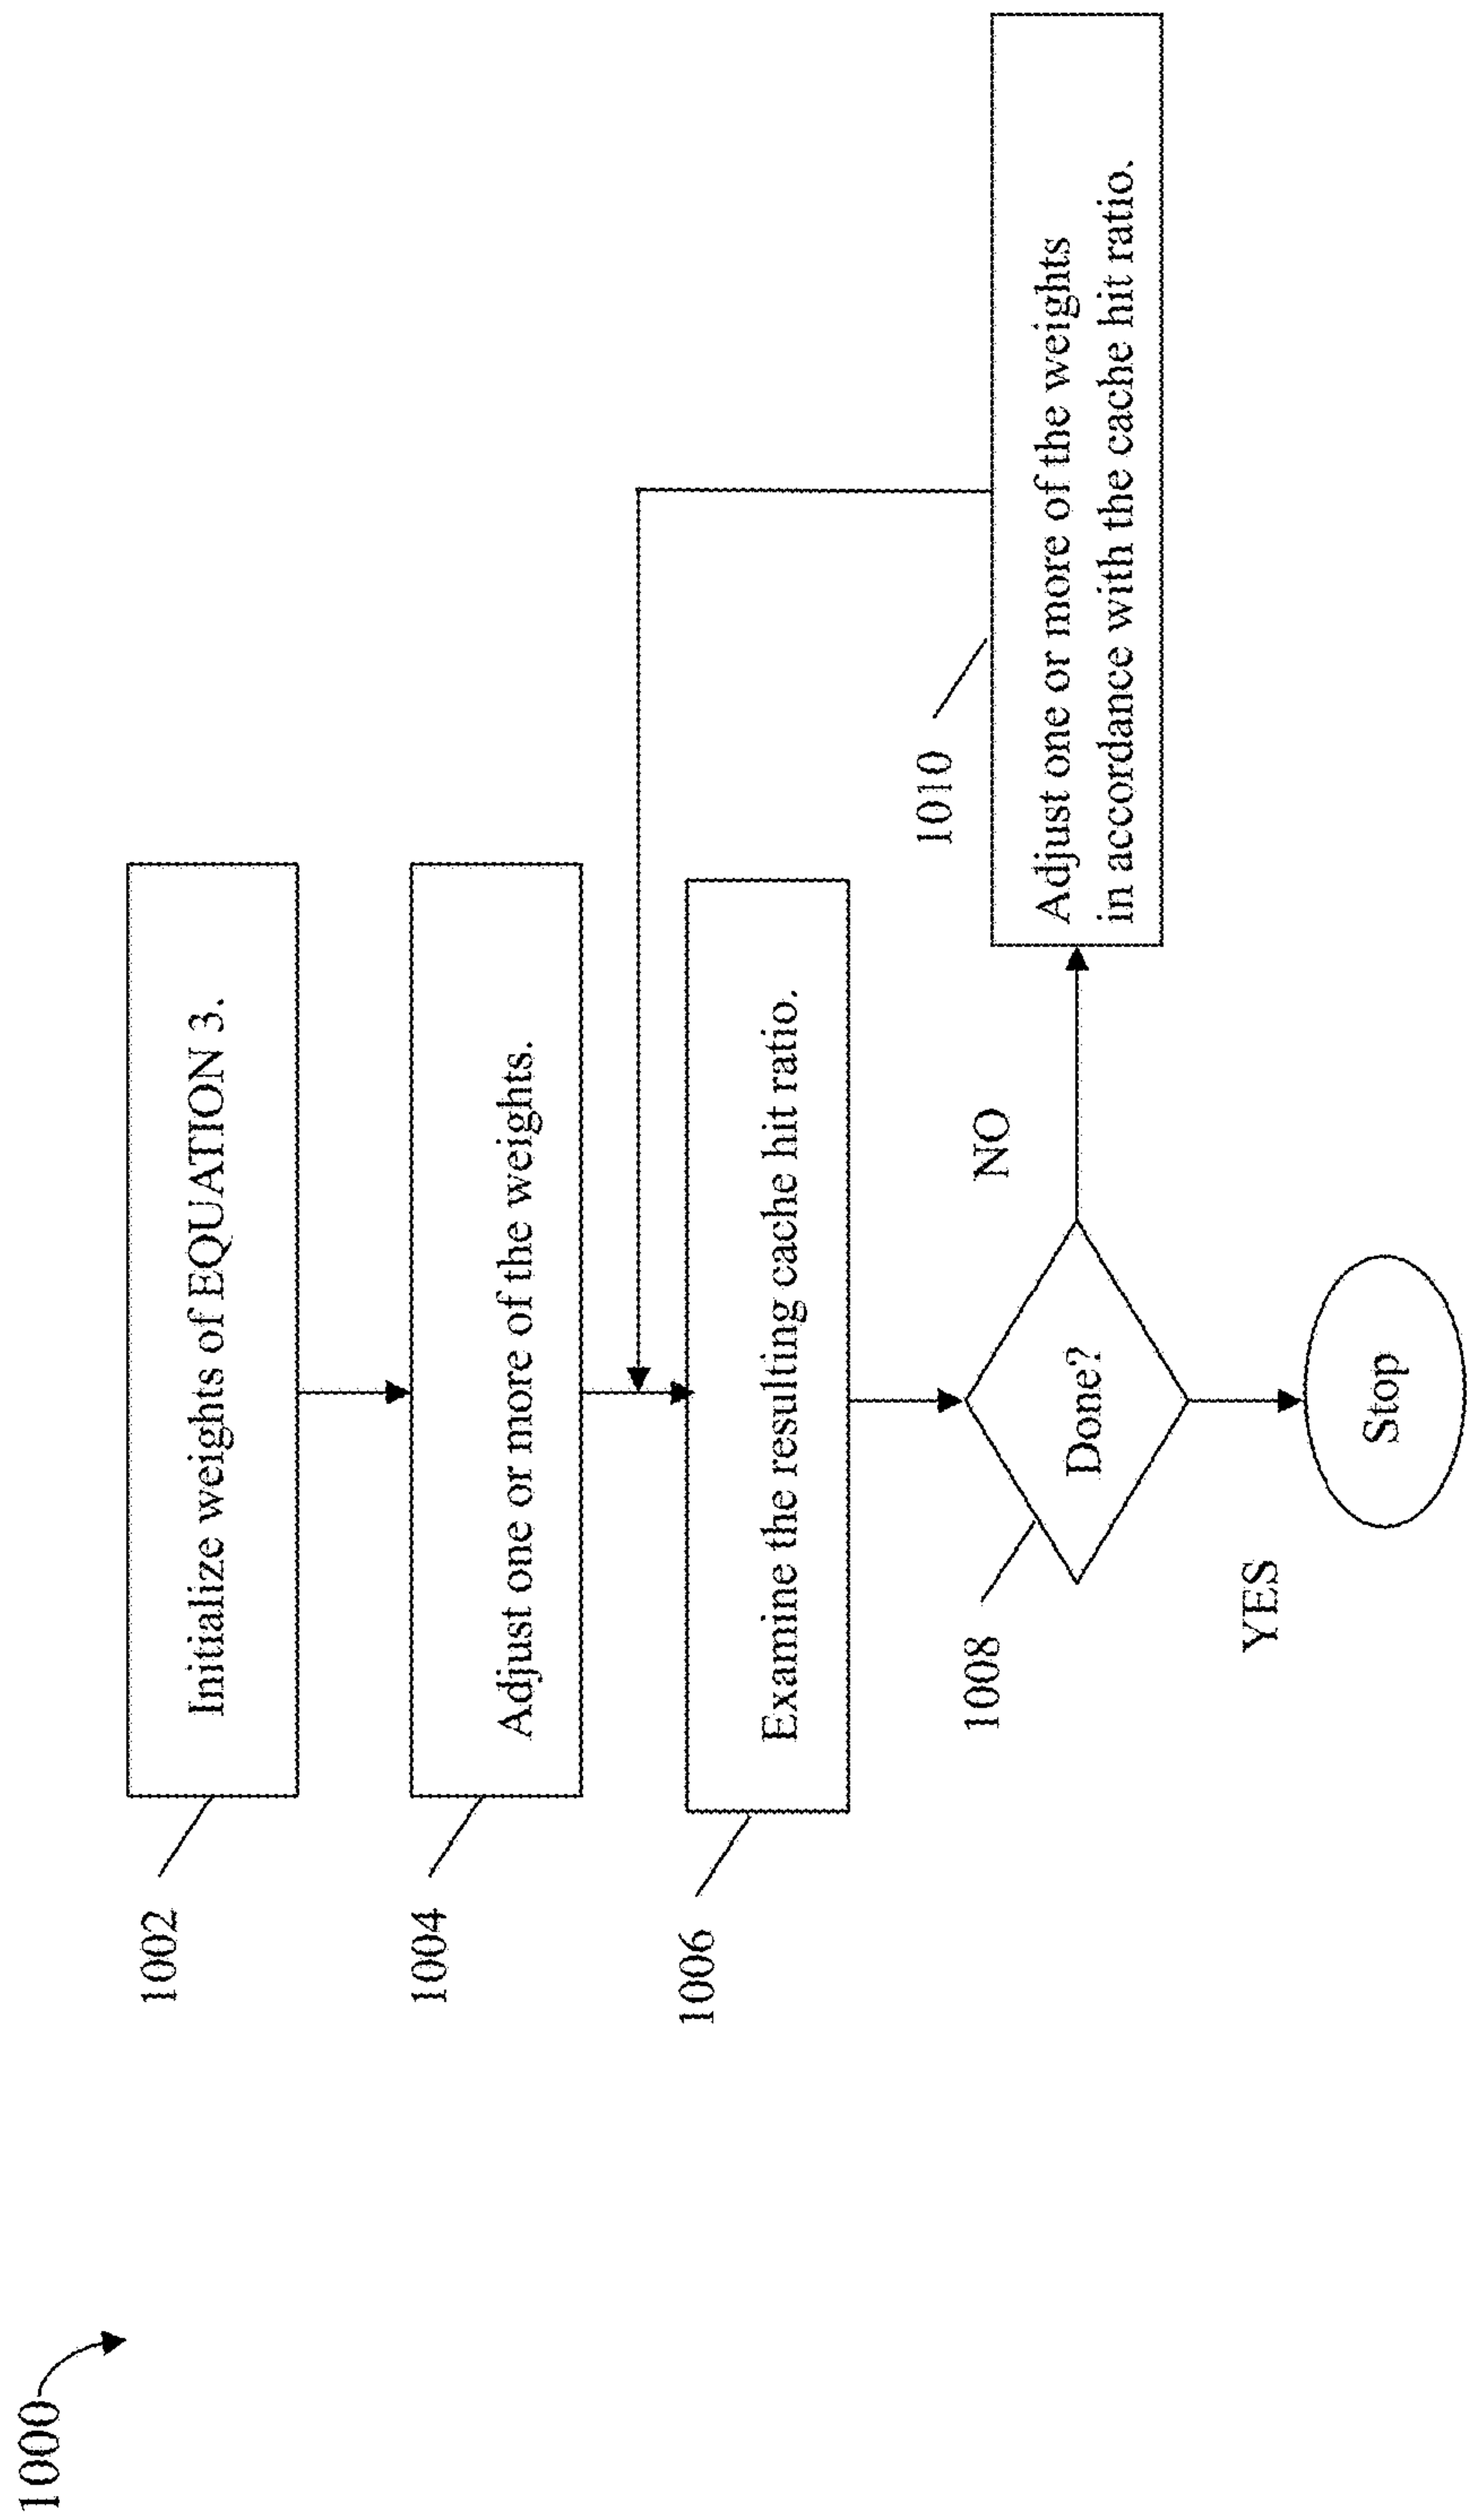 1000
1002
Initialize weights of EQUATION 3.
1004
Adjust one or more of the weights.
1006
Examine the resulting cache hit ratio.
1008
Done?
NO
1010
Adjust one or more of the weights
in accordance with the cache hit ratio.
YES
Stop